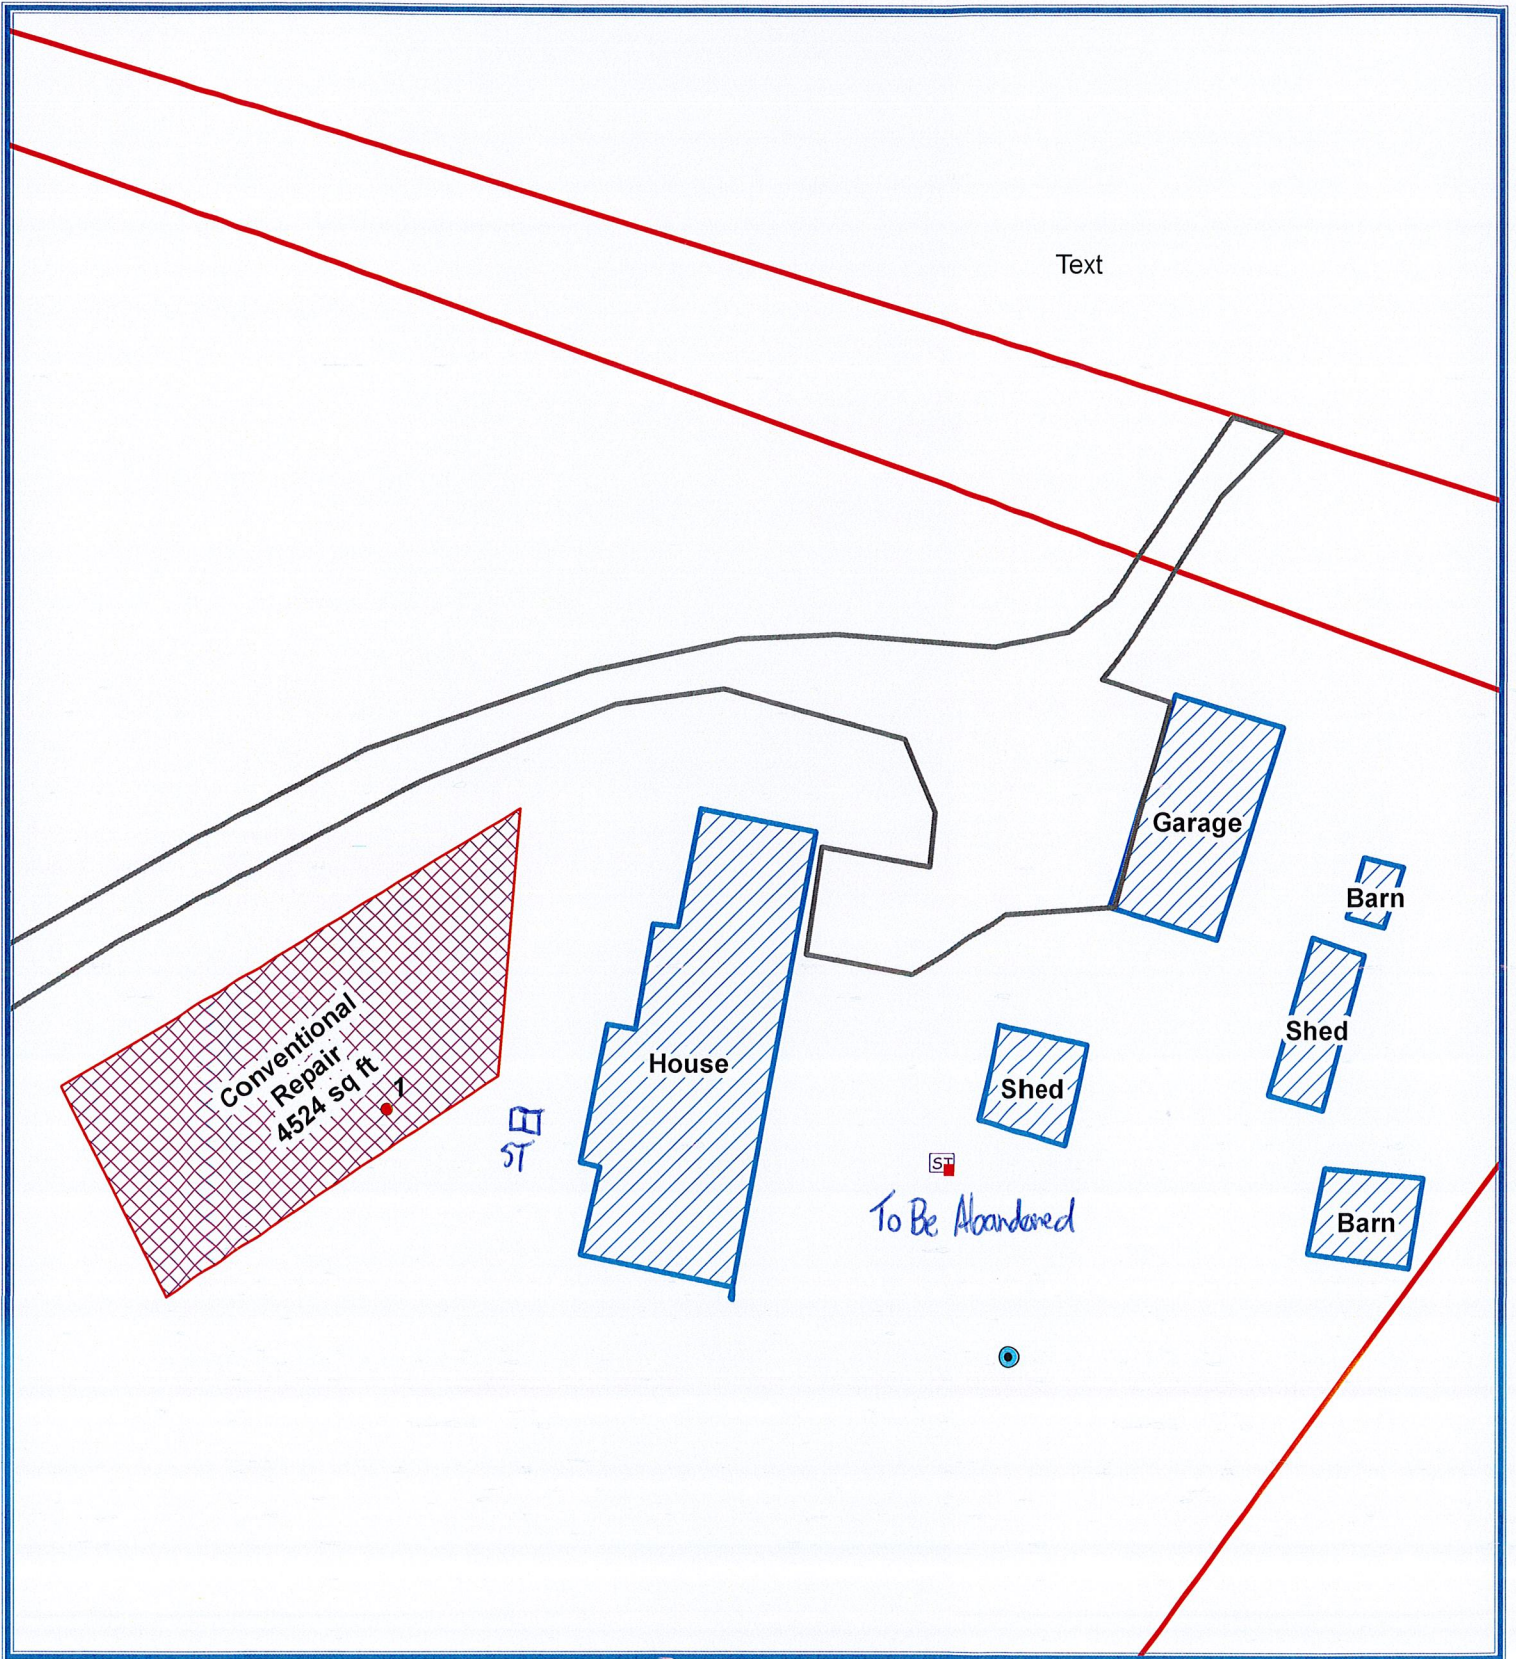 Text
Garage
Barn
Conventional
Repair
4524 sq ft
1
Shed
House
Shed
ST
ST
To Be Abandoned
Barn